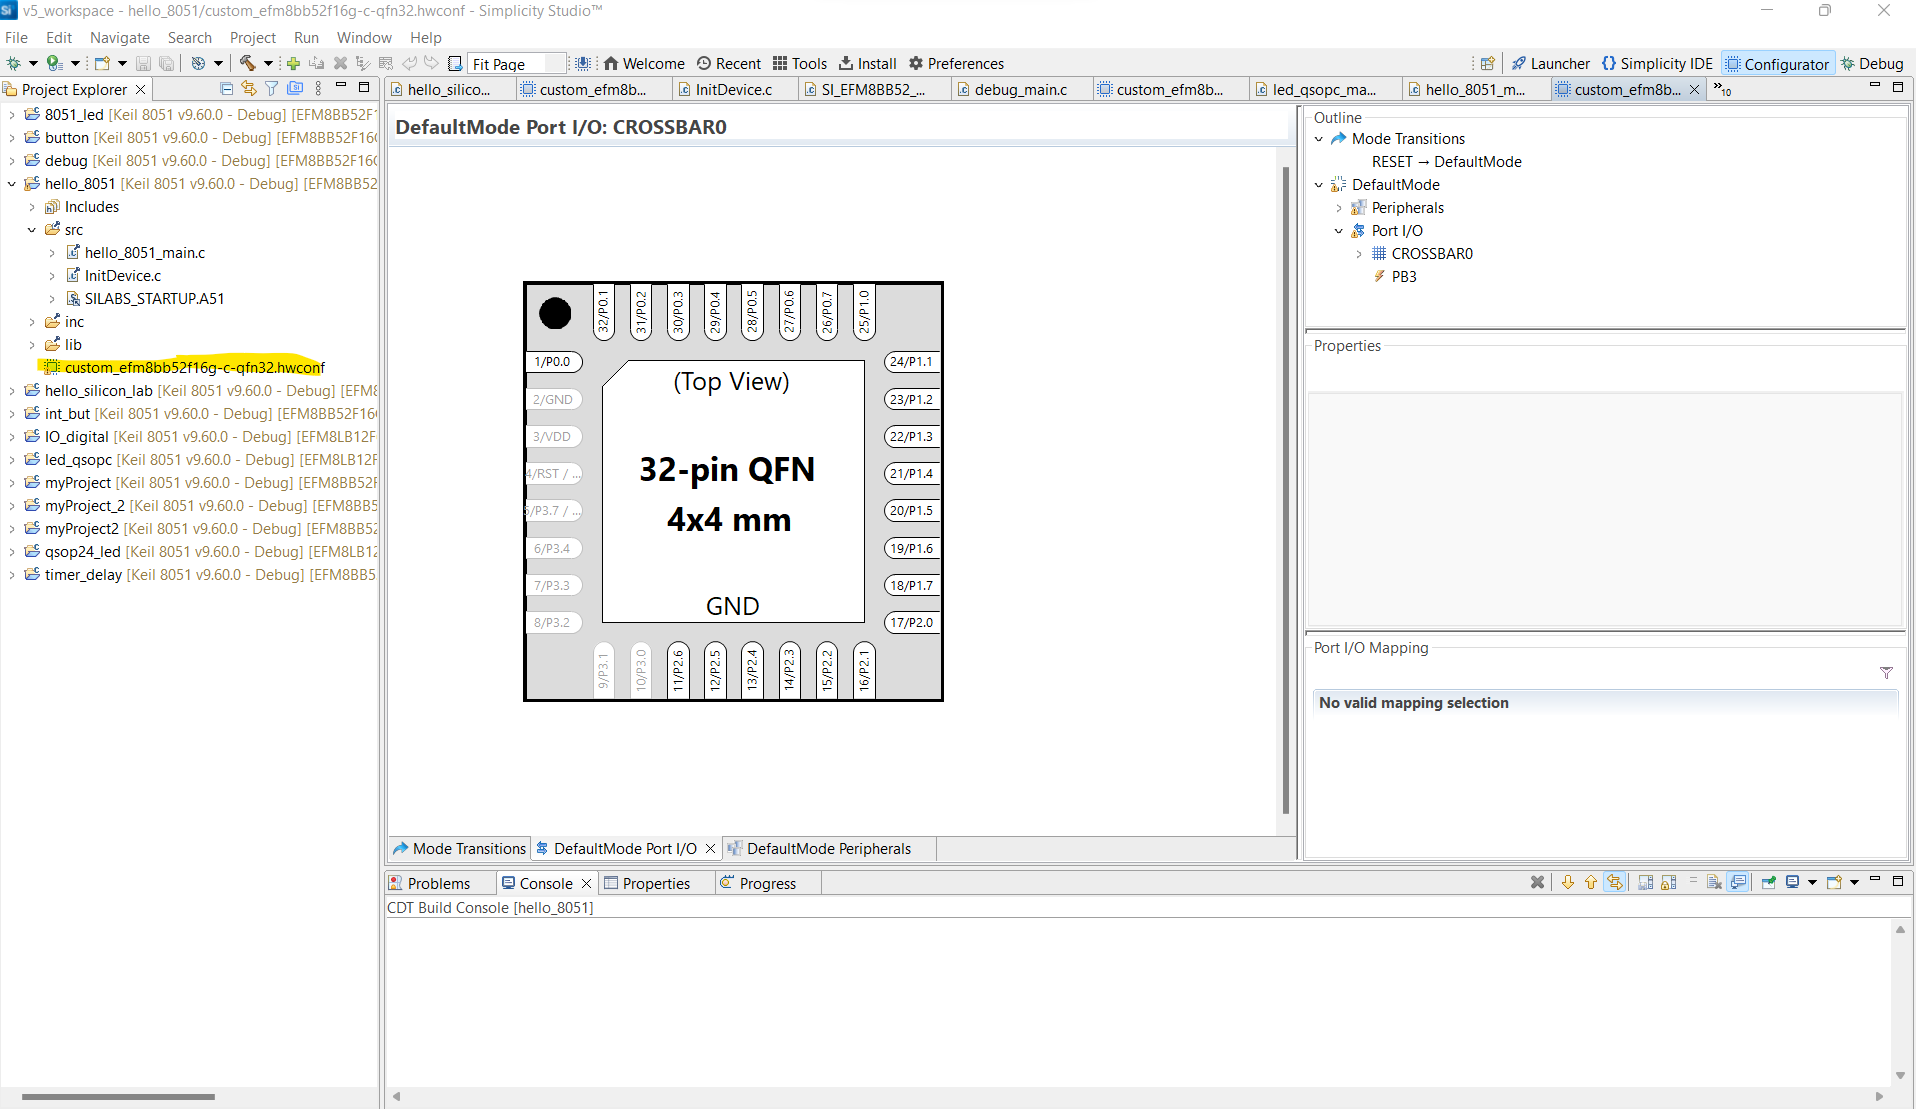 v5_workspace - hello_8051/custom_efm8bb52f16g-c-qfn32.hwconf - Simplicity Studio™
File Edit Navigate Search Project Run Window Help
Fit Page Welcome Recent Tools Install Preferences Launcher {} Simplicity IDE Configurator Debug
Project Explorer
8051_led [Keil 8051 v9.60.0 - Debug] [EFM8BB52F1
button [Keil 8051 v9.60.0 - Debug] [EFM8BB52F16
debug [Keil 8051 v9.60.0 - Debug] [EFM8BB52F16
hello_8051 [Keil 8051 v9.60.0 - Debug] [EFM8BB52
Includes
src
hello_8051_main.c
InitDevice.c
SILABS_STARTUP.A51
inc
lib
custom_efm8bb52f16g-c-qfn32.hwconf
hello_silicon_lab [Keil 8051 v9.60.0 - Debug] [EFM8
int_but [Keil 8051 v9.60.0 - Debug] [EFM8BB52F16
IO_digital [Keil 8051 v9.60.0 - Debug] [EFM8LB12F
led_qsopc [Keil 8051 v9.60.0 - Debug] [EFM8LB12F
myProject [Keil 8051 v9.60.0 - Debug] [EFM8BB52F
myProject_2 [Keil 8051 v9.60.0 - Debug] [EFM8BB5
myProject2 [Keil 8051 v9.60.0 - Debug] [EFM8BB52
qsop24_led [Keil 8051 v9.60.0 - Debug] [EFM8LB12
timer_delay [Keil 8051 v9.60.0 - Debug] [EFM8BB5
hello_silico... custom_efm8b... InitDevice.c SI_EFM8BB52_... debug_main.c custom_efm8b... led_qsopc_ma... hello_8051_m... custom_efm8b... »10
DefaultMode Port I/O: CROSSBAR0
32/P0.1 31/P0.2 30/P0.3 29/P0.4 28/P0.5 27/P0.6 26/P0.7 25/P1.0
1/P0.0
2/GND
3/VDD
4/RST / ...
5/P3.7 / ...
6/P3.4
7/P3.3
8/P3.2
(Top View)
32-pin QFN
4x4 mm
GND
24/P1.1
23/P1.2
22/P1.3
21/P1.4
20/P1.5
19/P1.6
18/P1.7
17/P2.0
9/P3.1 10/P3.0 11/P2.6 12/P2.5 13/P2.4 14/P2.3 15/P2.2 16/P2.1
Mode Transitions DefaultMode Port I/O DefaultMode Peripherals
Outline
Mode Transitions
RESET → DefaultMode
DefaultMode
Peripherals
Port I/O
CROSSBAR0
PB3
Properties
Port I/O Mapping
No valid mapping selection
Problems Console Properties Progress
CDT Build Console [hello_8051]